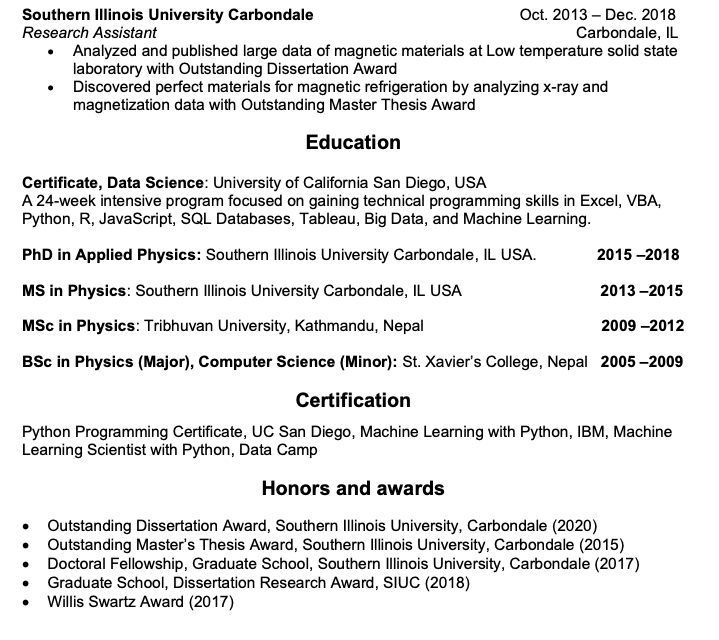 Southern Illinois University Carbondale Oct. 2013 – Dec. 2018
Research Assistant Carbondale, IL
• Analyzed and published large data of magnetic materials at Low temperature solid state
laboratory with Outstanding Dissertation Award
• Discovered perfect materials for magnetic refrigeration by analyzing x-ray and
magnetization data with Outstanding Master Thesis Award
Education
Certificate, Data Science: University of California San Diego, USA
A 24-week intensive program focused on gaining technical programming skills in Excel, VBA,
Python, R, JavaScript, SQL Databases, Tableau, Big Data, and Machine Learning.
PhD in Applied Physics: Southern Illinois University Carbondale, IL USA. 2015 –2018
MS in Physics: Southern Illinois University Carbondale, IL USA 2013 –2015
MSc in Physics: Tribhuvan University, Kathmandu, Nepal 2009 –2012
BSc in Physics (Major), Computer Science (Minor): St. Xavier’s College, Nepal 2005 –2009
Certification
Python Programming Certificate, UC San Diego, Machine Learning with Python, IBM, Machine
Learning Scientist with Python, Data Camp
Honors and awards
• Outstanding Dissertation Award, Southern Illinois University, Carbondale (2020)
• Outstanding Master’s Thesis Award, Southern Illinois University, Carbondale (2015)
• Doctoral Fellowship, Graduate School, Southern Illinois University, Carbondale (2017)
• Graduate School, Dissertation Research Award, SIUC (2018)
• Willis Swartz Award (2017)